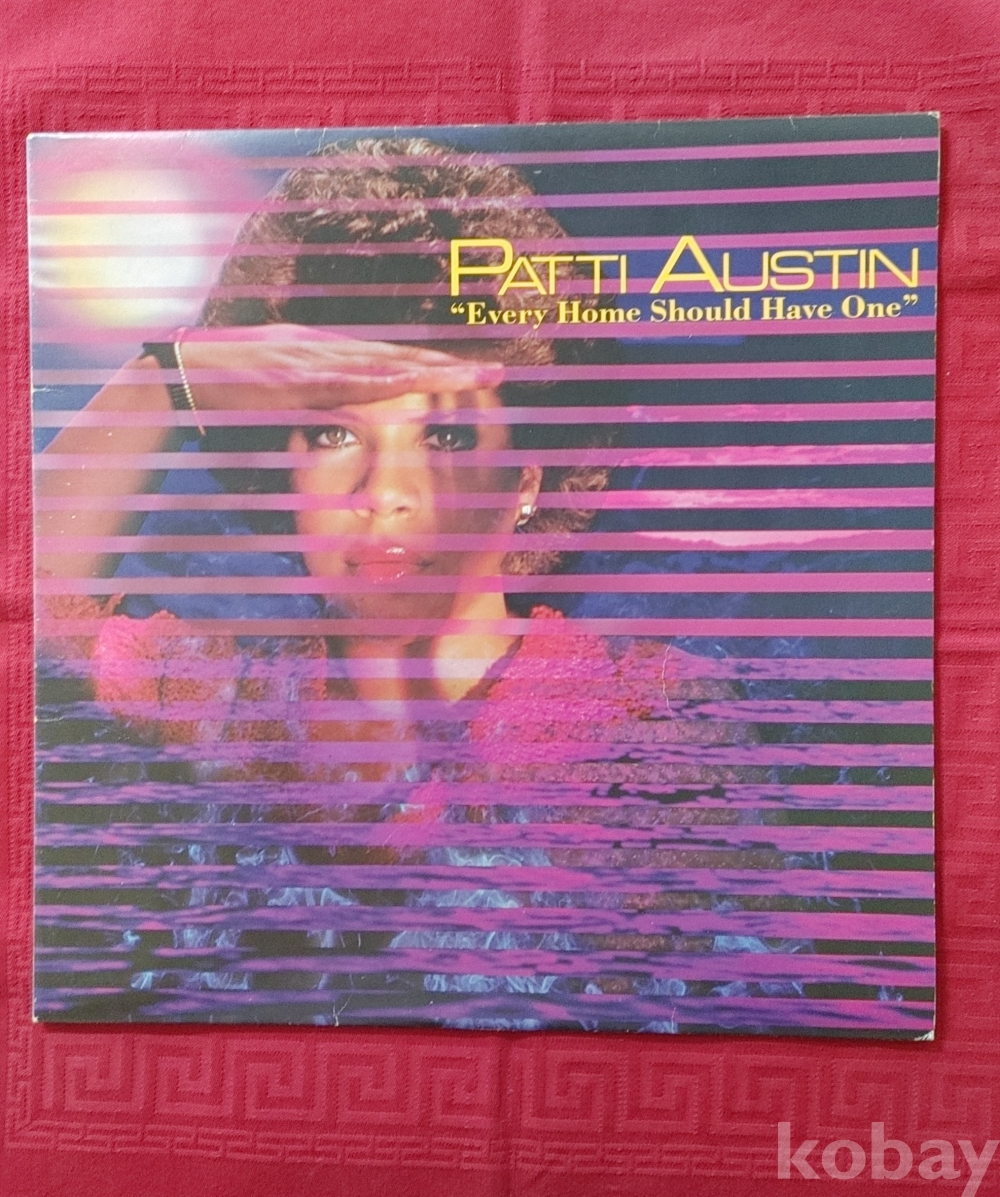 PATTI AUSTIN
“Every Home Should Have One”
kobay